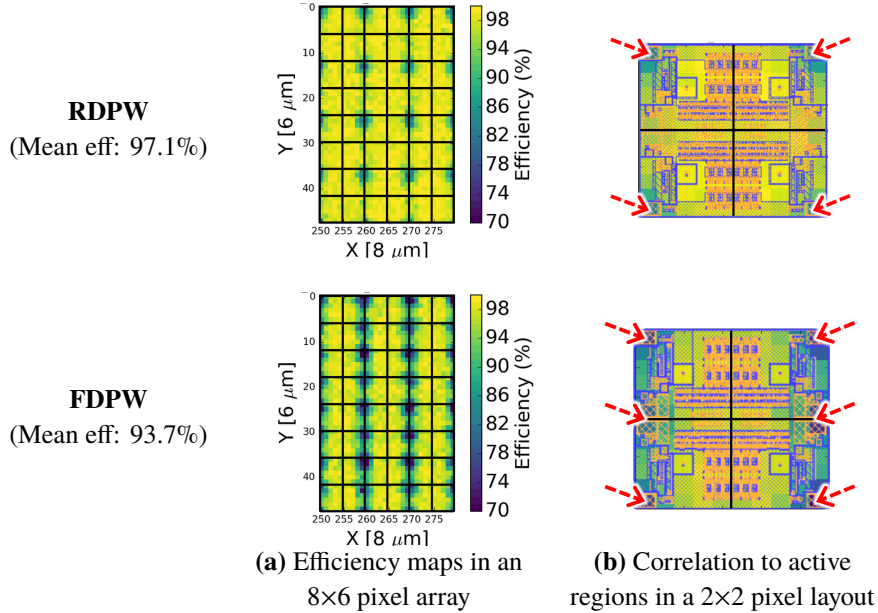 RDPW
(Mean eff: 97.1%)
0
10
20
30
40
Y [6 μm]
250 255 260 265 270 275
X [8 μm]
98
94
90
86
82
78
74
70
Efficiency (%)
FDPW
(Mean eff: 93.7%)
0
10
20
30
40
Y [6 μm]
250 255 260 265 270 275
X [8 μm]
98
94
90
86
82
78
74
70
Efficiency (%)
(a) Efficiency maps in an
8×6 pixel array
(b) Correlation to active
regions in a 2×2 pixel layout